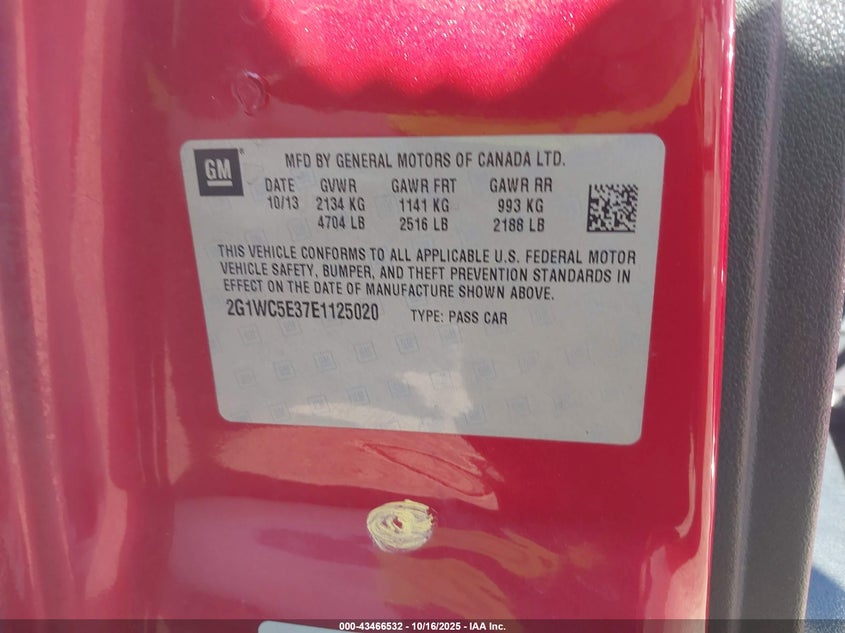 GM
MFD BY GENERAL MOTORS OF CANADA LTD.
DATE GVWR GAWR FRT GAWR RR
10/13 2134 KG 1141 KG 993 KG
4704 LB 2516 LB 2188 LB
THIS VEHICLE CONFORMS TO ALL APPLICABLE U.S. FEDERAL MOTOR
VEHICLE SAFETY, BUMPER, AND THEFT PREVENTION STANDARDS IN
EFFECT ON THE DATE OF MANUFACTURE SHOWN ABOVE.
2G1WC5E37E1125020 TYPE: PASS CAR
000-43466532 - 10/16/2025 - IAA Inc.